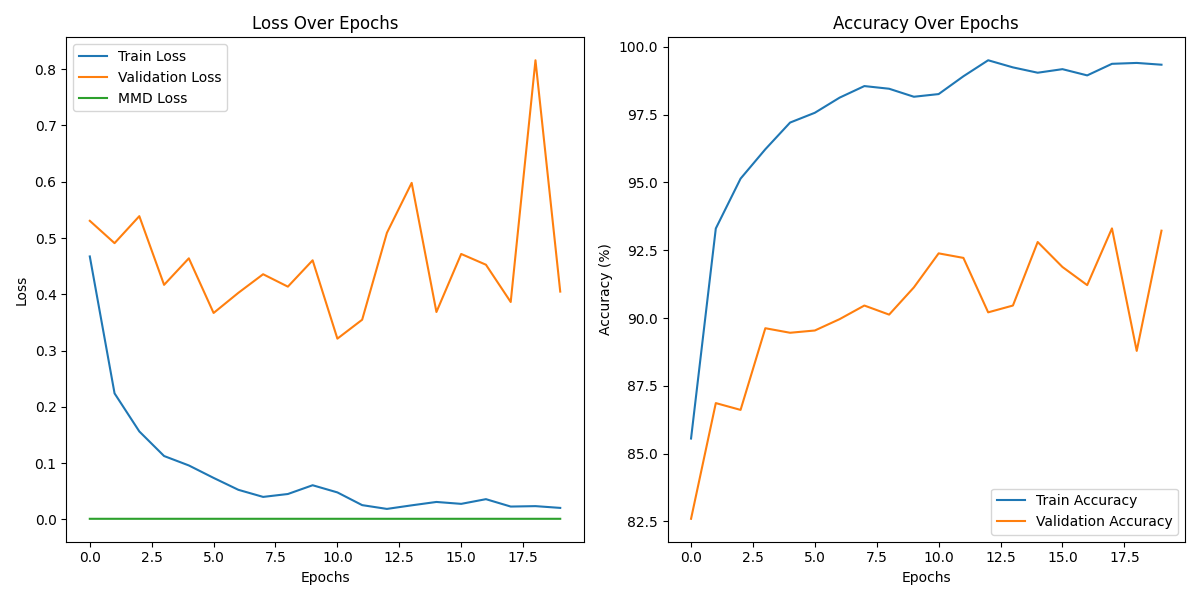 Loss Over Epochs
Train Loss
Validation Loss
MMD Loss
0.8
0.7
0.6
0.5
0.4
0.3
0.2
0.1
0.0
Loss
0.0 2.5 5.0 7.5 10.0 12.5 15.0 17.5
Epochs
Accuracy Over Epochs
100.0
97.5
95.0
92.5
90.0
87.5
85.0
82.5
Accuracy (%)
Train Accuracy
Validation Accuracy
0.0 2.5 5.0 7.5 10.0 12.5 15.0 17.5
Epochs